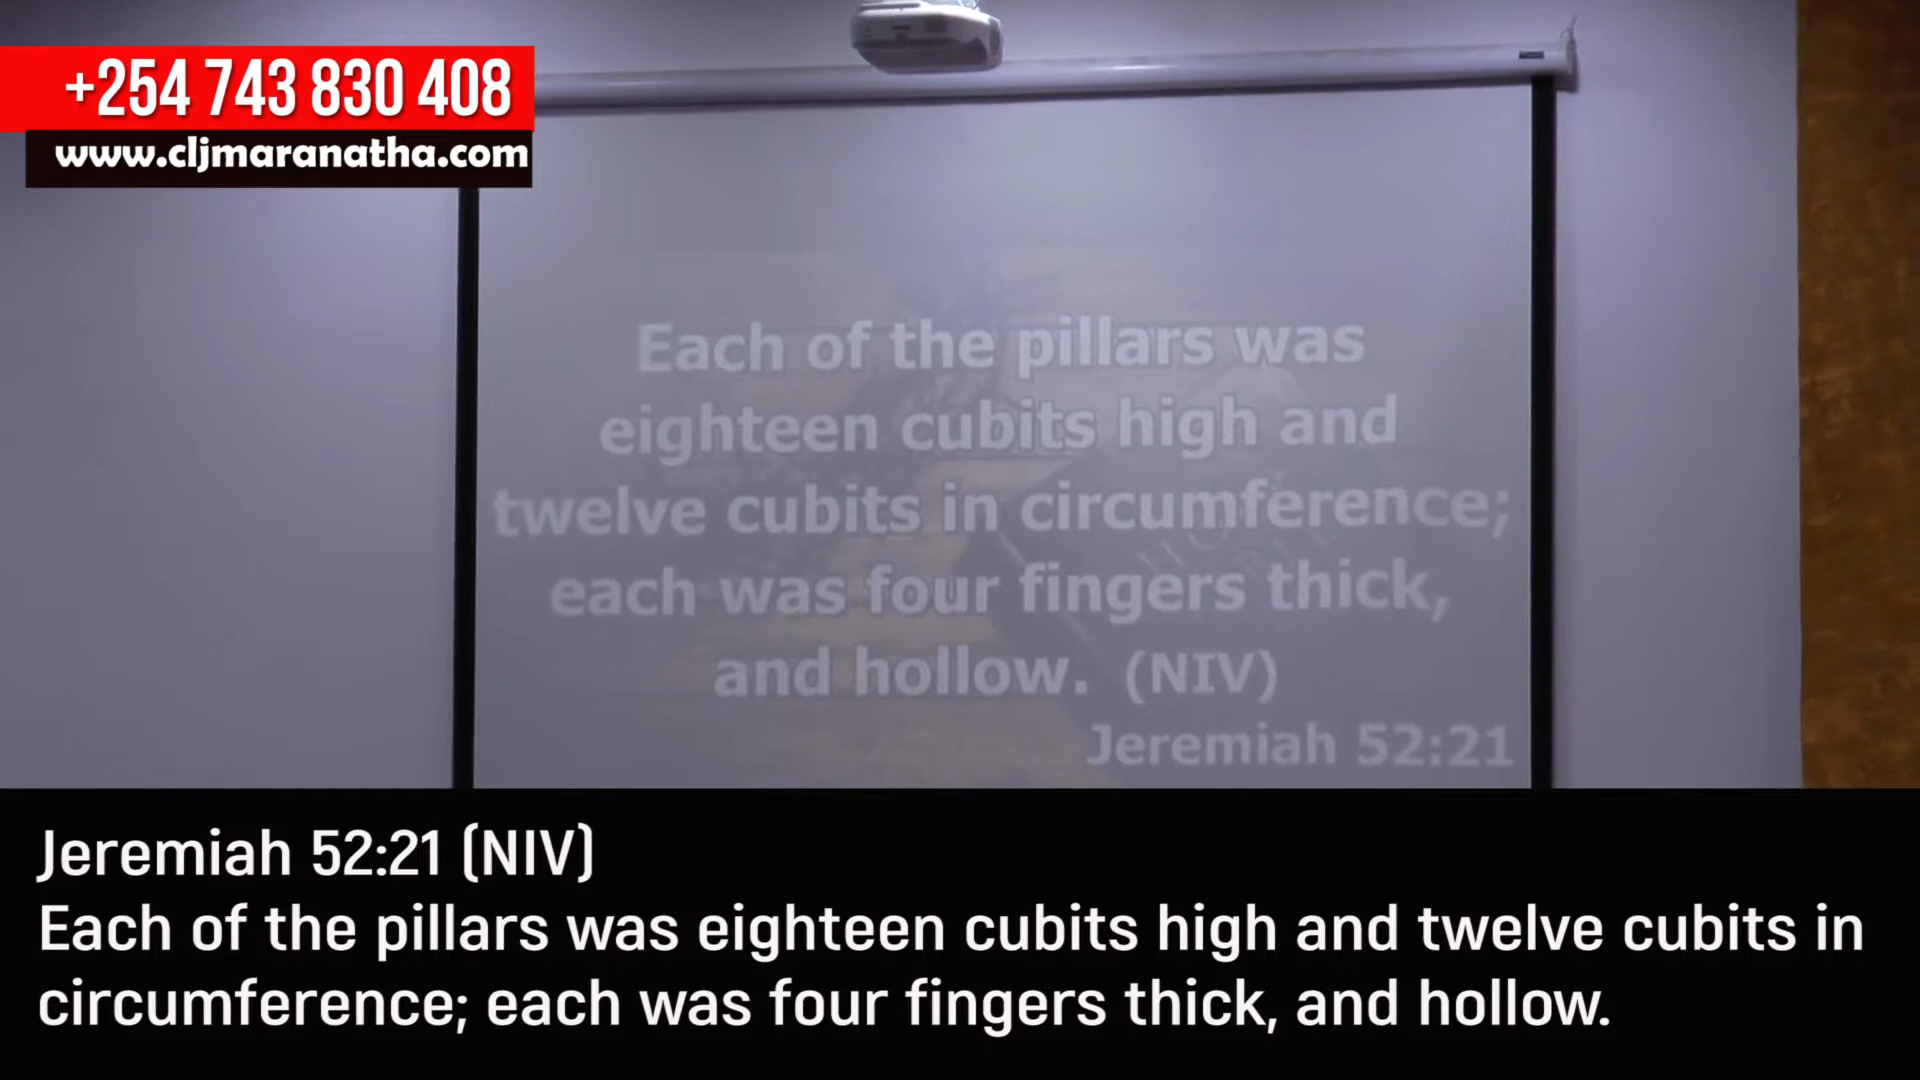 +254 743 830 408
www.cljmaranatha.com
Each of the pillars was
eighteen cubits high and
twelve cubits in circumference;
each was four fingers thick,
and hollow. (NIV)
Jeremiah 52:21
Jeremiah 52:21 (NIV)
Each of the pillars was eighteen cubits high and twelve cubits in
circumference; each was four fingers thick, and hollow.